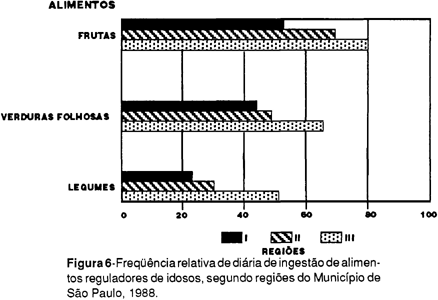 ALIMENTOS
FRUTAS
VERDURAS FOLHOSAS
LEGUMES
0 20 40 60 80 100
I II III
REGIÕES
Figura 6-Freqüência relativa de diária de ingestão de alimen-
tos reguladores de idosos, segundo regiões do Município de
São Paulo, 1988.